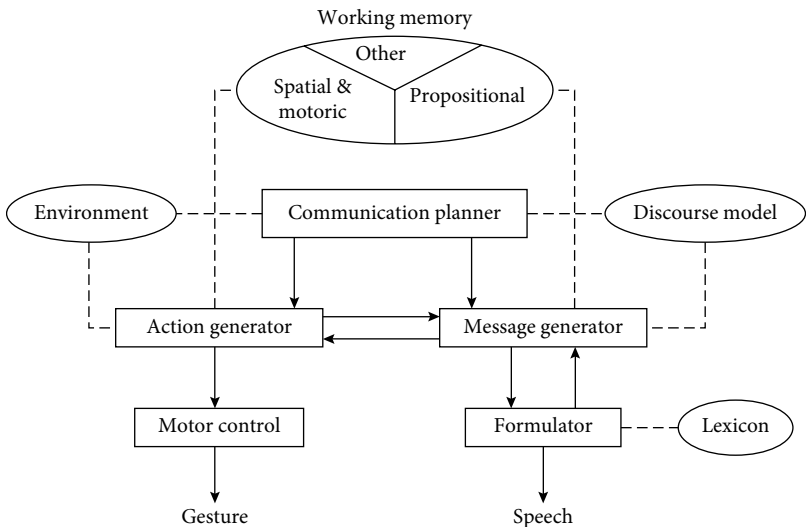 Working memory
Other
Spatial &
motoric
Propositional
Environment
Communication planner
Discourse model
Action generator
Message generator
Motor control
Formulator
Lexicon
Gesture
Speech